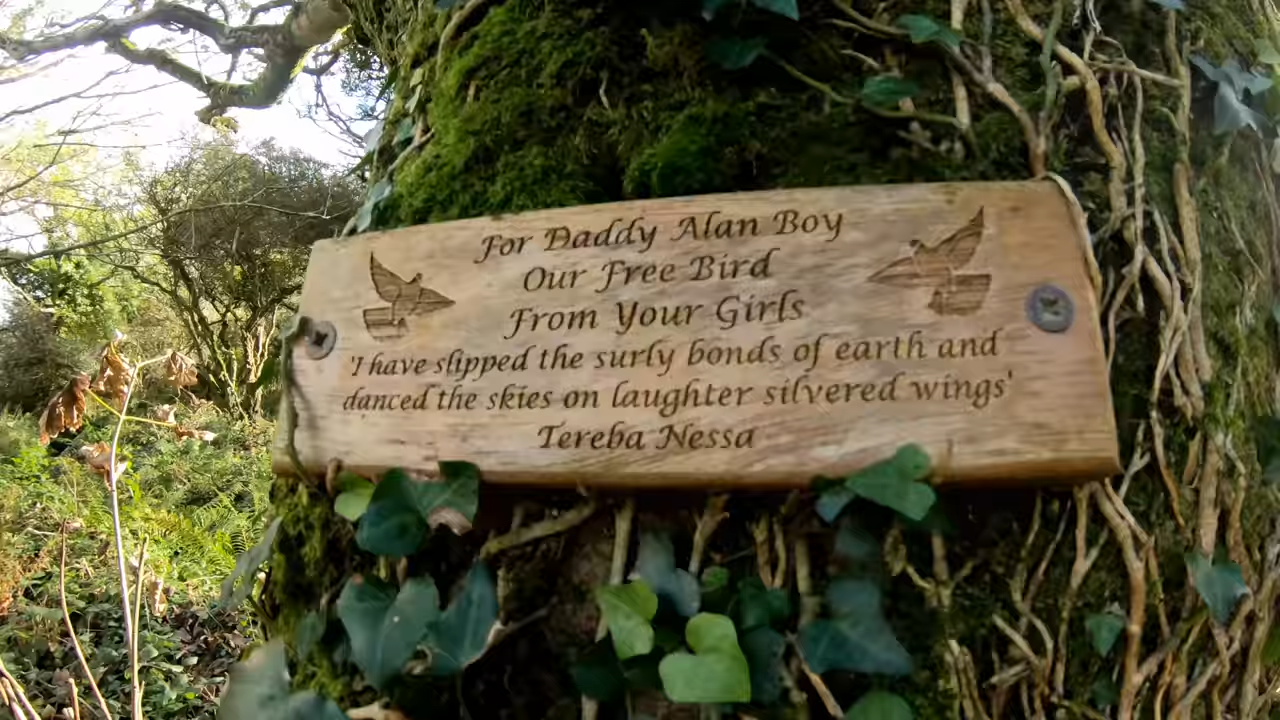 For Daddy Alan Boy
Our Free Bird
From Your Girls
'I have slipped the surly bonds of earth and
danced the skies on laughter silvered wings'
Tereba Nessa